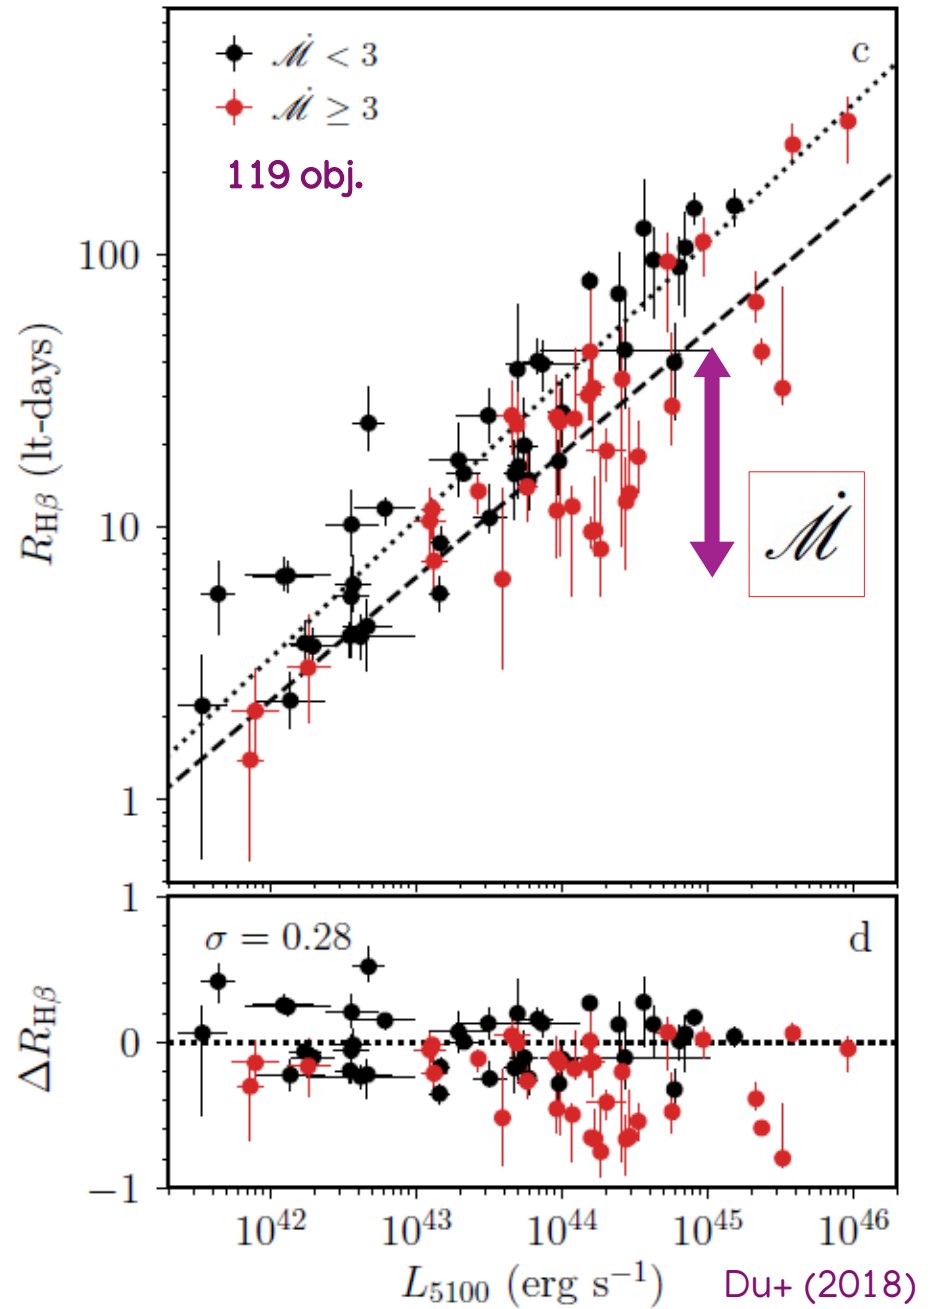 ℳ̇ < 3
c
ℳ̇ ≥ 3
119 obj.
100
10
1
R_Hβ (lt-days)
ℳ̇
1
σ = 0.28
d
0
−1
ΔR_Hβ
10^42 10^43 10^44 10^45 10^46
L_5100 (erg s^−1)
Du+ (2018)